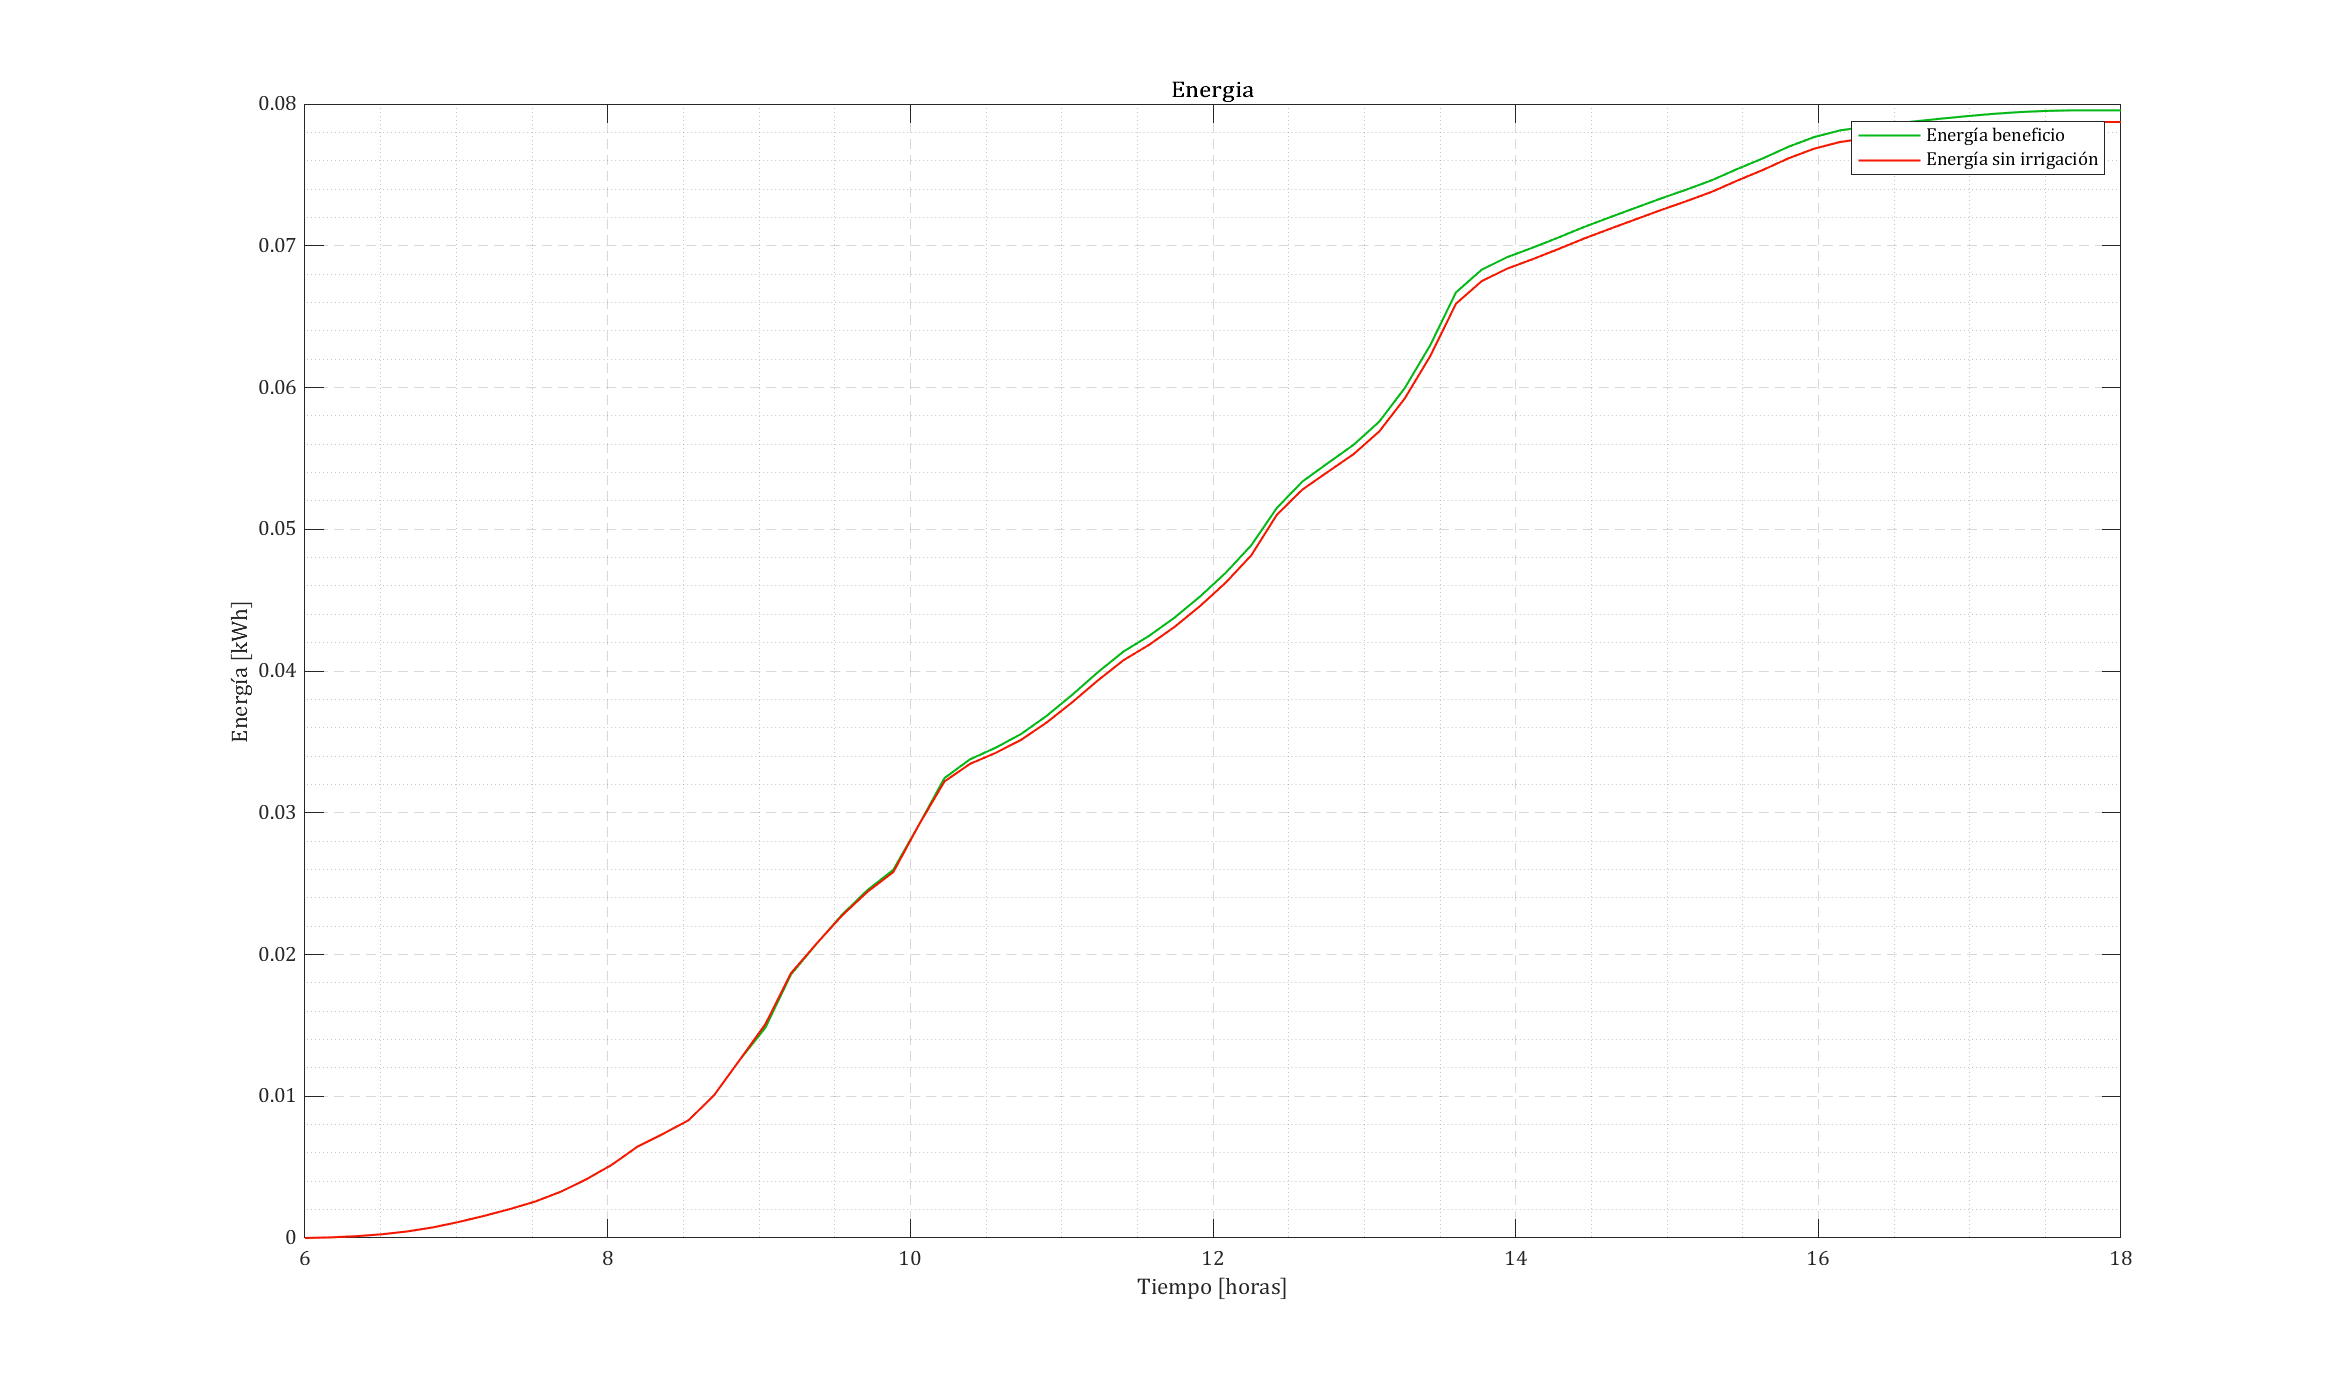 Energia
0.08
0.07
0.06
0.05
0.04
0.03
0.02
0.01
0
Energía [kWh]
6 8 10 12 14 16 18
Tiempo [horas]
Energía beneficio
Energía sin irrigación